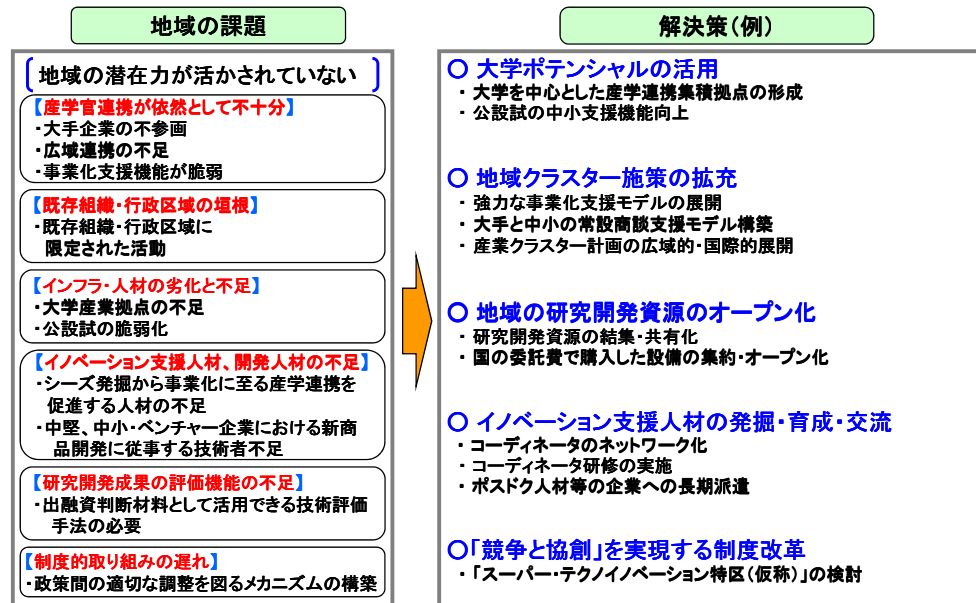 地域の課題
地域の潜在力が活かされていない
【産学官連携が依然として不十分】
・大手企業の不参画
・広域連携の不足
・事業化支援機能が脆弱
【既存組織・行政区域の垣根】
・既存組織・行政区域に
限定された活動
【インフラ・人材の劣化と不足】
・大学産業拠点の不足
・公設試の脆弱化
【イノベーション支援人材、開発人材の不足】
・シーズ発掘から事業化に至る産学連携を
促進する人材の不足
・中堅、中小・ベンチャー企業における新商
品開発に従事する技術者不足
【研究開発成果の評価機能の不足】
・出融資判断材料として活用できる技術評価
手法の必要
【制度的取り組みの遅れ】
・政策間の適切な調整を図るメカニズムの構築
解決策（例）
○ 大学ポテンシャルの活用
・ 大学を中心とした産学連携集積拠点の形成
・ 公設試の中小支援機能向上
○ 地域クラスター施策の拡充
・ 強力な事業化支援モデルの展開
・ 大手と中小の常設商談支援モデル構築
・ 産業クラスター計画の広域的・国際的展開
○ 地域の研究開発資源のオープン化
・ 研究開発資源の結集・共有化
・ 国の委託費で購入した設備の集約・オープン化
○ イノベーション支援人材の発掘・育成・交流
・ コーディネータのネットワーク化
・ コーディネータ研修の実施
・ ポスドク人材等の企業への長期派遣
○「競争と協創」を実現する制度改革
・ 「スーパー・テクノイノベーション特区（仮称）」の検討